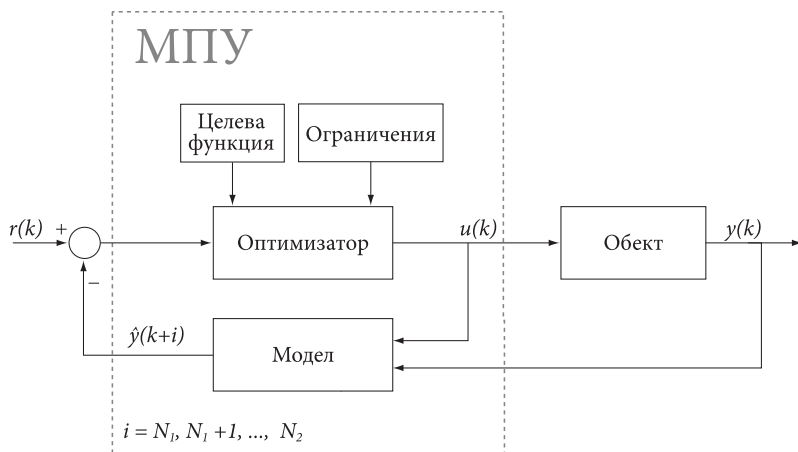 МПУ
Целева
функция
Ограничения
r(k)
+
Оптимизатор
u(k)
Обект
y(k)
−
ŷ(k+i)
Модел
i = N₁, N₁ +1, ..., N₂